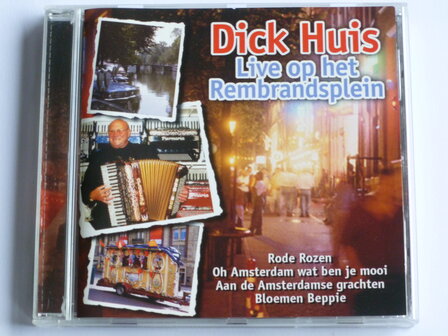 Dick Huis
Live op het
Rembrandsplein
Rode Rozen
Oh Amsterdam wat ben je mooi
Aan de Amsterdamse grachten
Bloemen Beppie